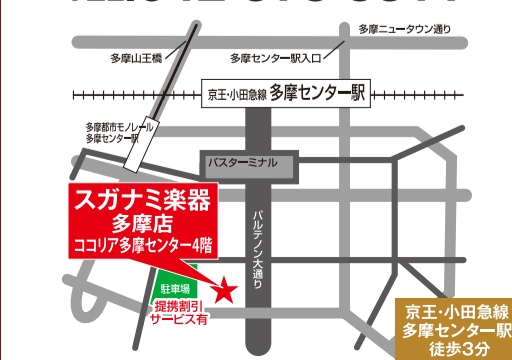 多摩ニュータウン通り
多摩山王橋
多摩センター駅入口
京王･小田急線 多摩センター駅
多摩都市モノレール
多摩センター駅
バスターミナル
スガナミ楽器
多摩店
ココリア多摩センター4階
パルテノン大通り
駐車場
提携割引
サービス有
京王･小田急線
多摩センター駅
徒歩3分